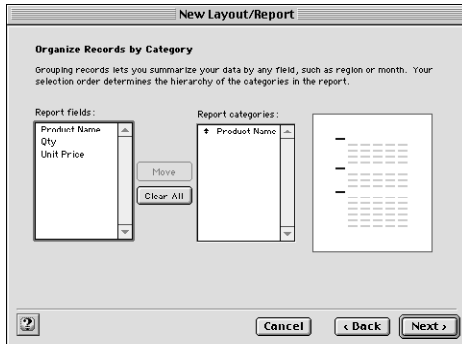 New Layout/Report
Organize Records by Category
Grouping records lets you summarize your data by any field, such as region or month. Your
selection order determines the hierarchy of the categories in the report.
Report fields:
Product Name
Qty
Unit Price
Move
Clear All
Report categories:
Product Name
?
Cancel
‹ Back
Next ›